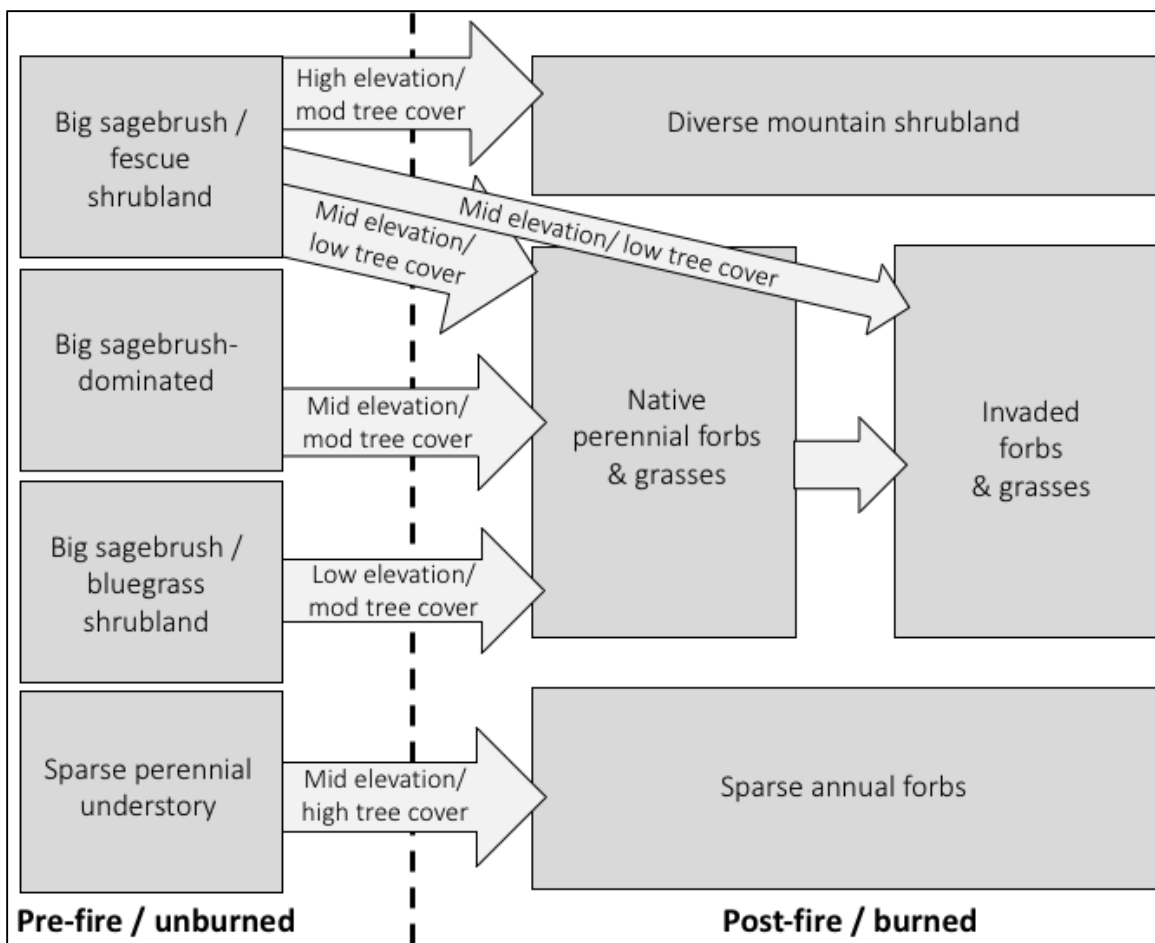 Big sagebrush /
fescue
shrubland
High elevation/
mod tree cover
Diverse mountain shrubland
Mid elevation/ low tree cover
Mid elevation/
low tree cover
Big sagebrush-
dominated
Mid elevation/
mod tree cover
Native
perennial forbs
& grasses
Invaded
forbs
& grasses
Big sagebrush /
bluegrass
shrubland
Low elevation/
mod tree cover
Sparse perennial
understory
Mid elevation/
high tree cover
Sparse annual forbs
Pre-fire / unburned
Post-fire / burned